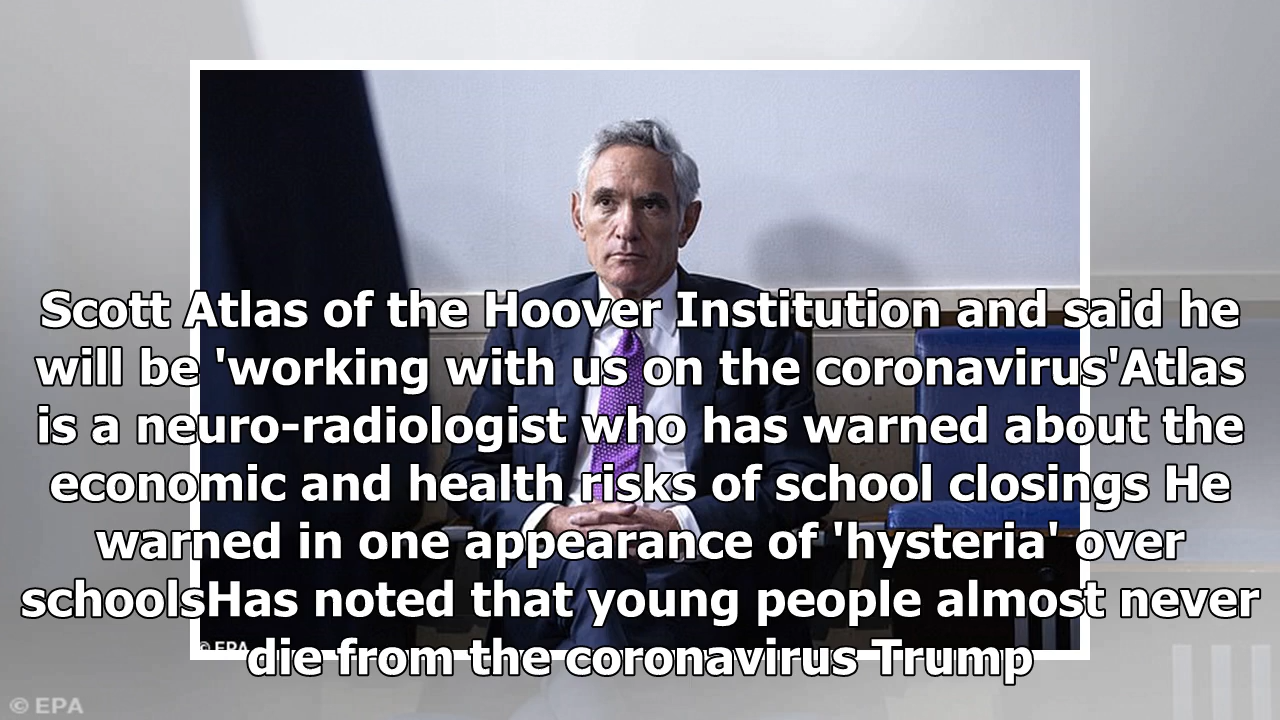 Scott Atlas of the Hoover Institution and said he
will be 'working with us on the coronavirus'Atlas
is a neuro-radiologist who has warned about the
economic and health risks of school closings He
warned in one appearance of 'hysteria' over
schoolsHas noted that young people almost never
© EPA
die from the coronavirus Trump
© EPA